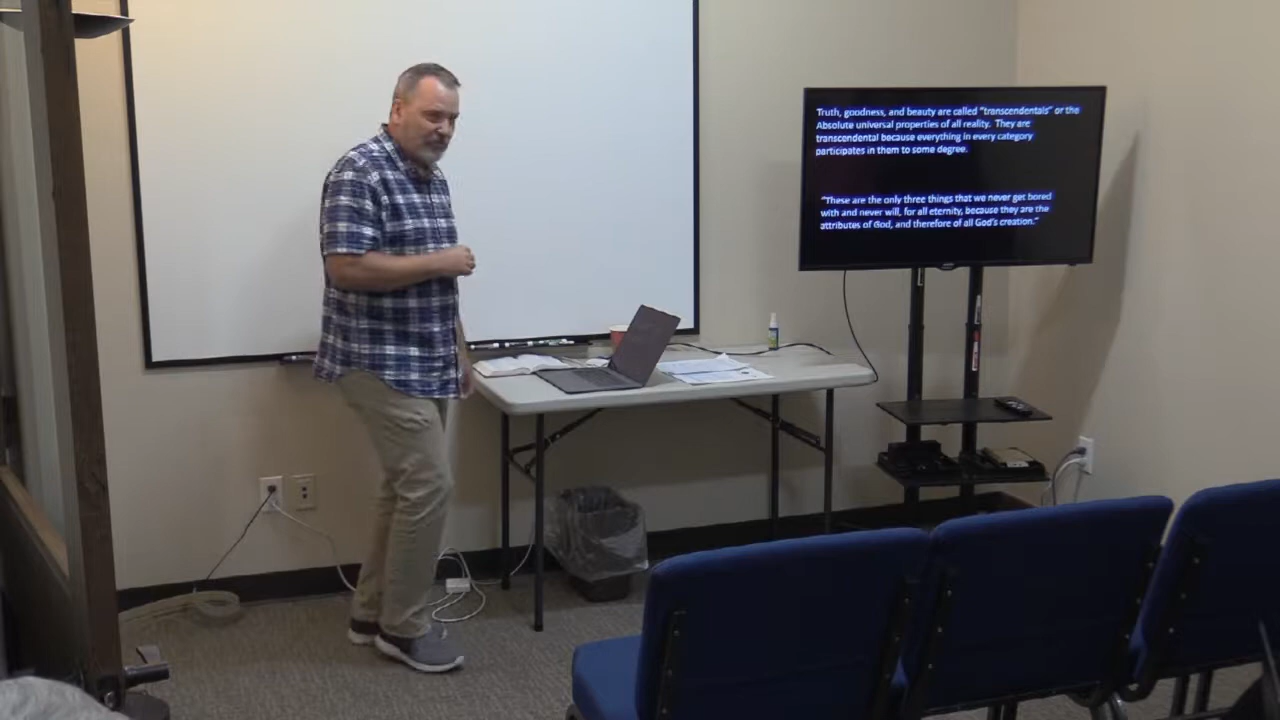 Truth, goodness, and beauty are called "transcendentals" or the
Absolute universal properties of all reality. They are
transcendental because everything in every category
participates in them to some degree.
"These are the only three things that we never get bored
with and never will, for all eternity, because they are the
attributes of God, and therefore of all God's creation."